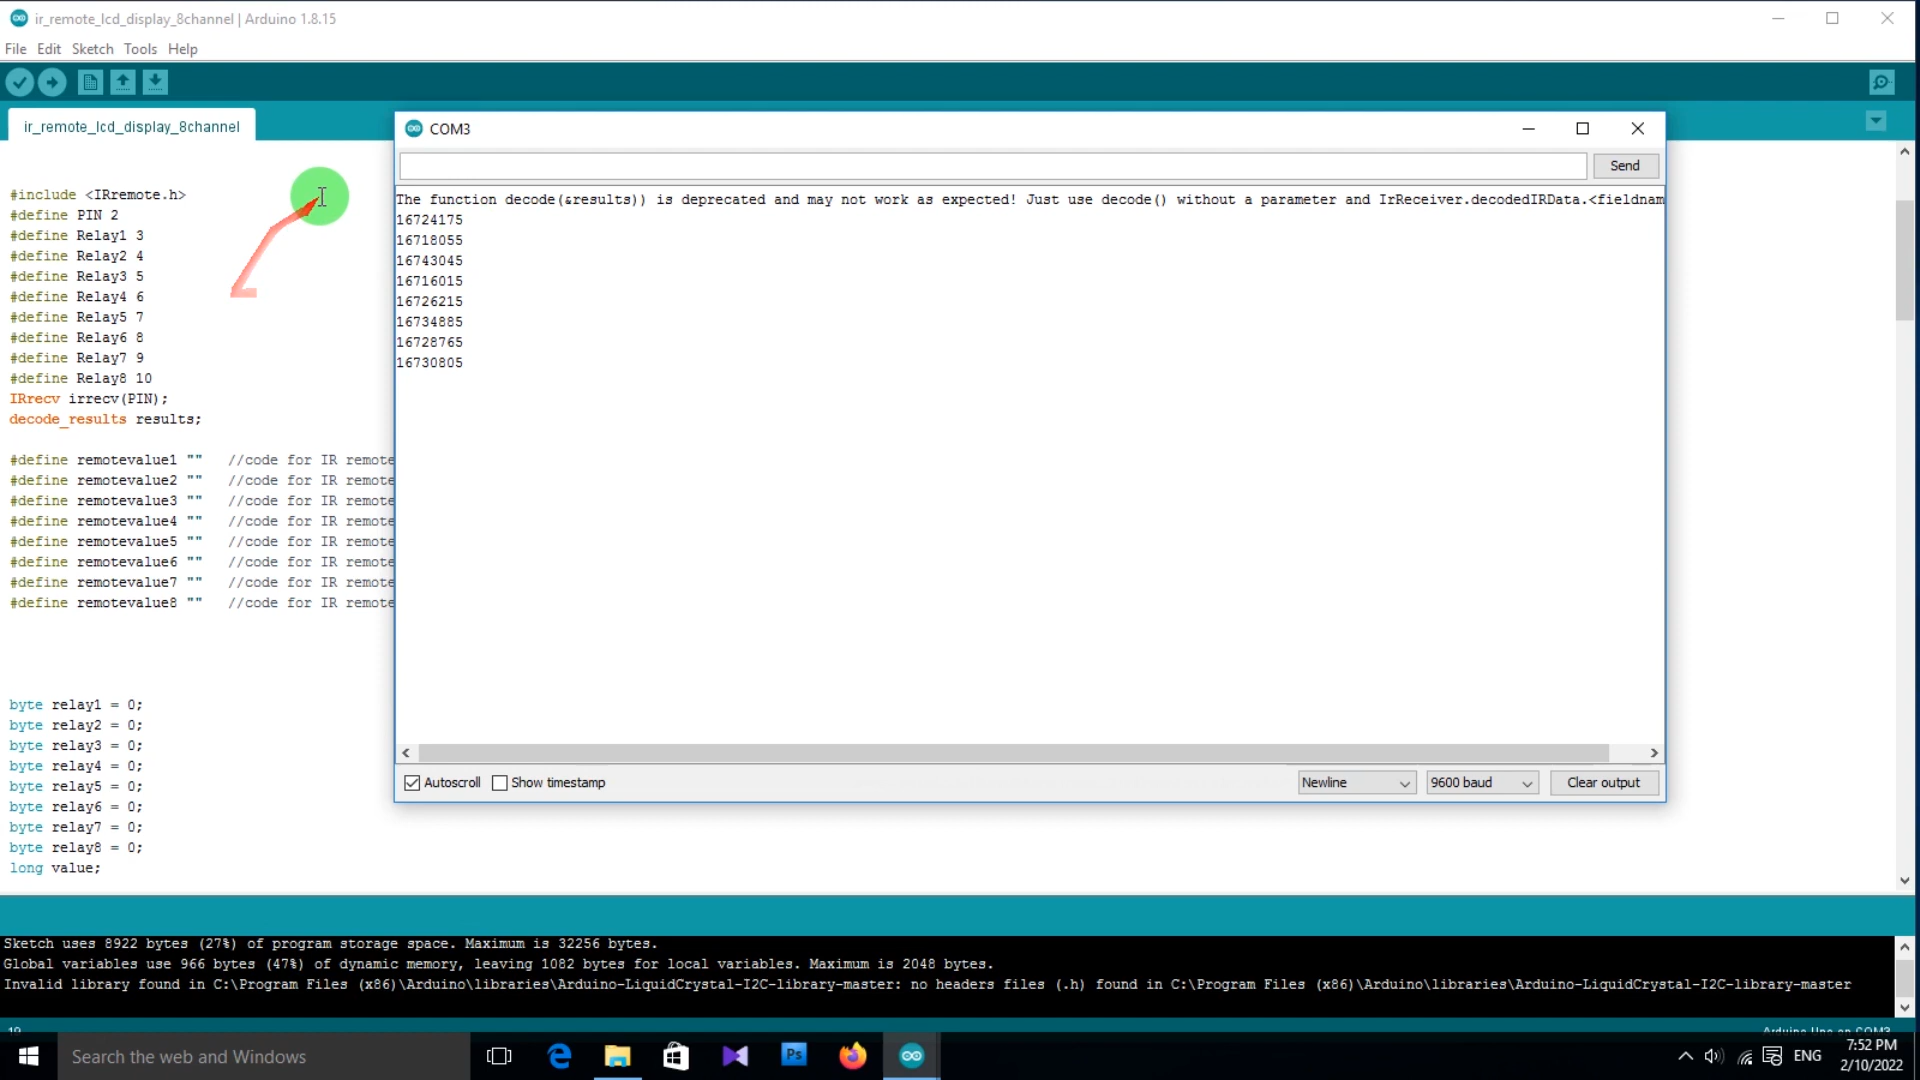 ir_remote_lcd_display_8channel | Arduino 1.8.15
File Edit Sketch Tools Help
ir_remote_lcd_display_8channel
#include <IRremote.h>
#define PIN 2
#define Relay1 3
#define Relay2 4
#define Relay3 5
#define Relay4 6
#define Relay5 7
#define Relay6 8
#define Relay7 9
#define Relay8 10
IRrecv irrecv(PIN);
decode_results results;
#define remotevalue1 "" //code for IR remote
#define remotevalue2 "" //code for IR remote
#define remotevalue3 "" //code for IR remote
#define remotevalue4 "" //code for IR remote
#define remotevalue5 "" //code for IR remote
#define remotevalue6 "" //code for IR remote
#define remotevalue7 "" //code for IR remote
#define remotevalue8 "" //code for IR remote
byte relay1 = 0;
byte relay2 = 0;
byte relay3 = 0;
byte relay4 = 0;
byte relay5 = 0;
byte relay6 = 0;
byte relay7 = 0;
byte relay8 = 0;
long value;
COM3
Send
The function decode(&results)) is deprecated and may not work as expected! Just use decode() without a parameter and IrReceiver.decodedIRData.<fieldnam
16724175
16718055
16743045
16716015
16726215
16734885
16728765
16730805
Autoscroll Show timestamp Newline 9600 baud Clear output
Sketch uses 8922 bytes (27%) of program storage space. Maximum is 32256 bytes.
Global variables use 966 bytes (47%) of dynamic memory, leaving 1082 bytes for local variables. Maximum is 2048 bytes.
Invalid library found in C:\Program Files (x86)\Arduino\libraries\Arduino-LiquidCrystal-I2C-library-master: no headers files (.h) found in C:\Program Files (x86)\Arduino\libraries\Arduino-LiquidCrystal-I2C-library-master
19 Arduino Uno on COM3
Search the web and Windows
Ps
ENG
7:52 PM
2/10/2022